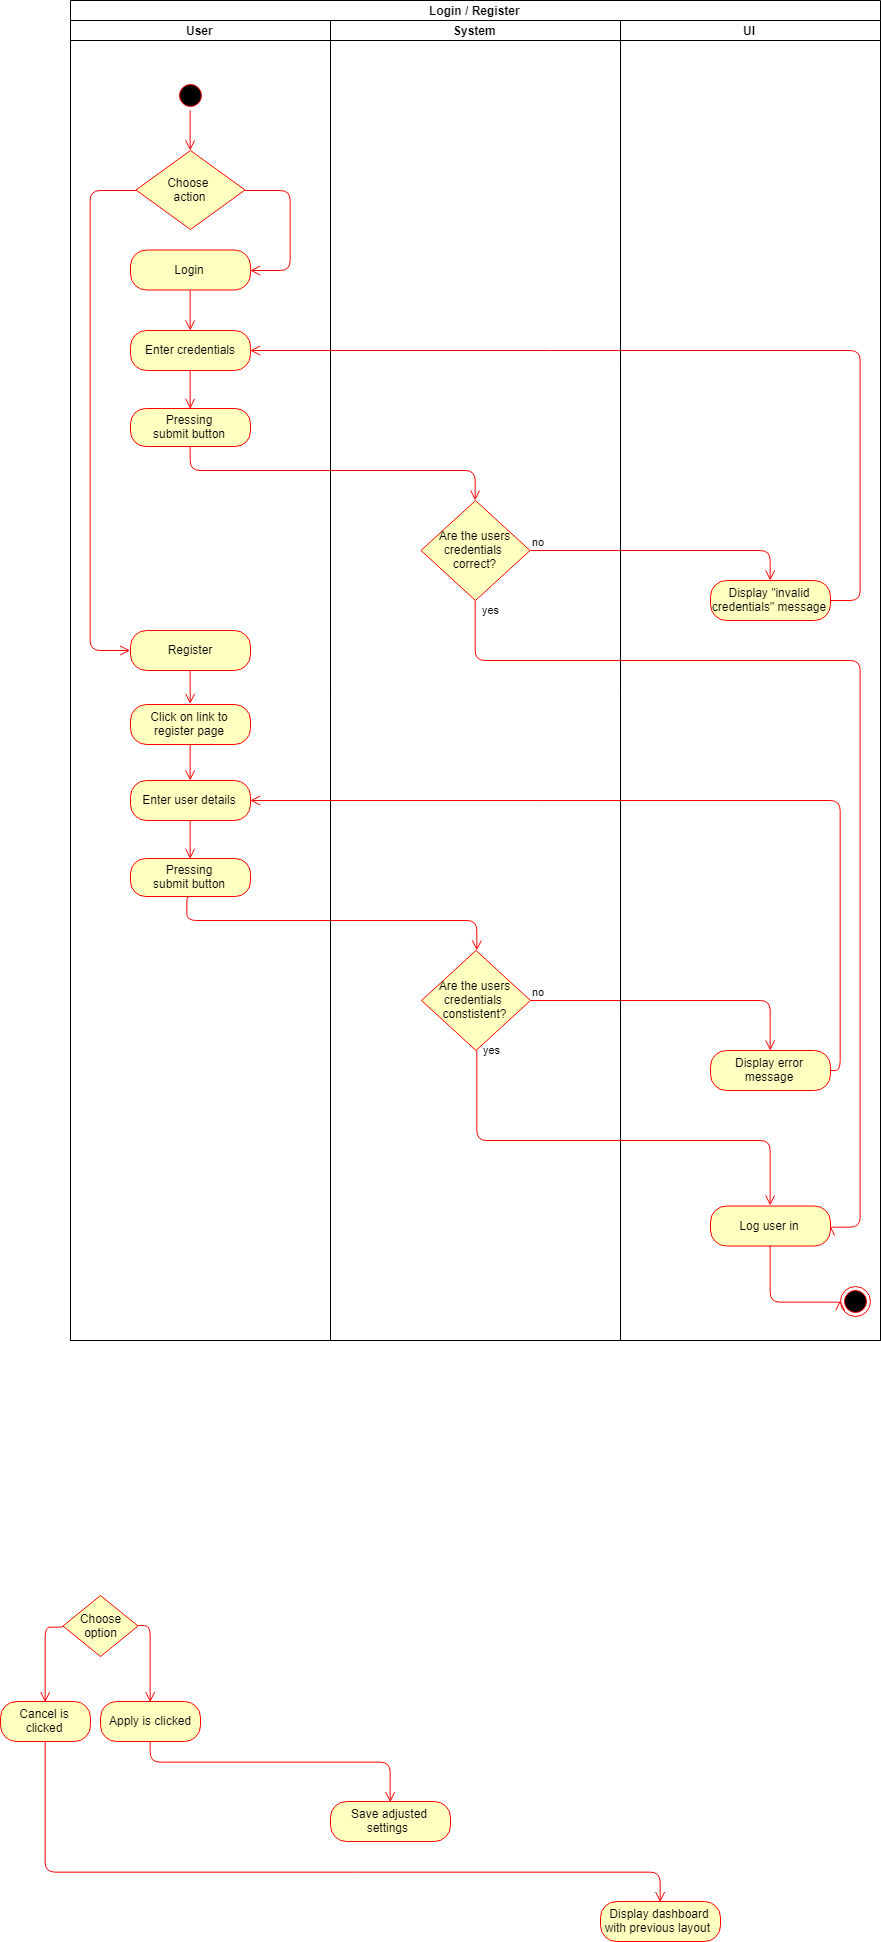 Login / Register
User
System
UI
Choose
action
Login
Enter credentials
Pressing
submit button
Are the users
credentials
correct?
no
yes
Display "invalid
credentials" message
Register
Click on link to
register page
Enter user details
Pressing
submit button
Are the users
credentials
constistent?
no
yes
Display error
message
Log user in
Choose
option
Cancel is
clicked
Apply is clicked
Save adjusted
settings
Display dashboard
with previous layout